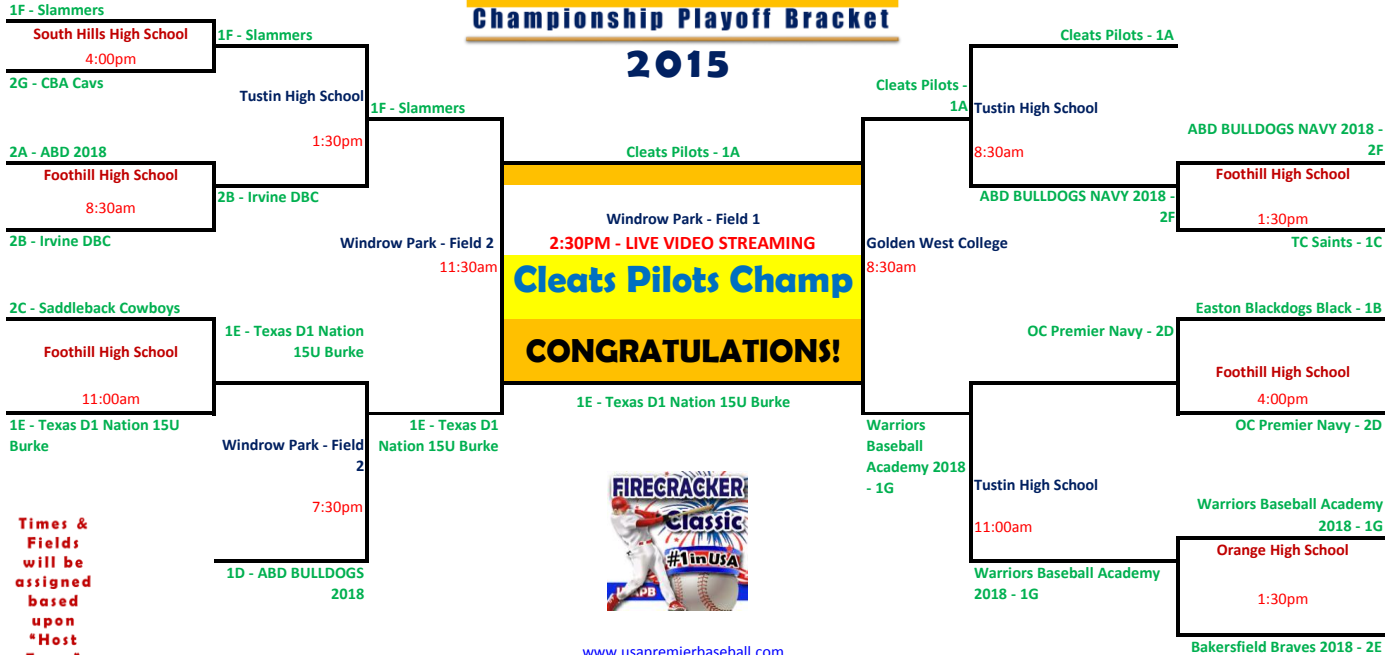 Championship Playoff Bracket
2015
1F - Slammers
South Hills High School
4:00pm
2G - CBA Cavs
1F - Slammers
Tustin High School
1:30pm
2A - ABD 2018
Foothill High School
8:30am
2B - Irvine DBC
2B - Irvine DBC
1F - Slammers
Windrow Park - Field 2
11:30am
2C - Saddleback Cowboys
Foothill High School
11:00am
1E - Texas D1 Nation 15U
Burke
1E - Texas D1 Nation
15U Burke
Windrow Park - Field
2
7:30pm
1D - ABD BULLDOGS
2018
1E - Texas D1
Nation 15U Burke
Times &
Fields
will be
assigned
based
upon
"Host
Cleats Pilots - 1A
Windrow Park - Field 1
2:30PM - LIVE VIDEO STREAMING
Cleats Pilots Champ
CONGRATULATIONS!
1E - Texas D1 Nation 15U Burke
FIRECRACKER
Classic
#1 in USA
www.usapremierbaseball.com
Cleats Pilots -
1A
Golden West College
8:30am
Warriors
Baseball
Academy 2018
- 1G
Cleats Pilots - 1A
Tustin High School
8:30am
ABD BULLDOGS NAVY 2018 -
2F
ABD BULLDOGS NAVY 2018 -
2F
Foothill High School
1:30pm
TC Saints - 1C
Easton Blackdogs Black - 1B
OC Premier Navy - 2D
Foothill High School
4:00pm
OC Premier Navy - 2D
Tustin High School
11:00am
Warriors Baseball Academy
2018 - 1G
Warriors Baseball Academy
2018 - 1G
Orange High School
1:30pm
Bakersfield Braves 2018 - 2E